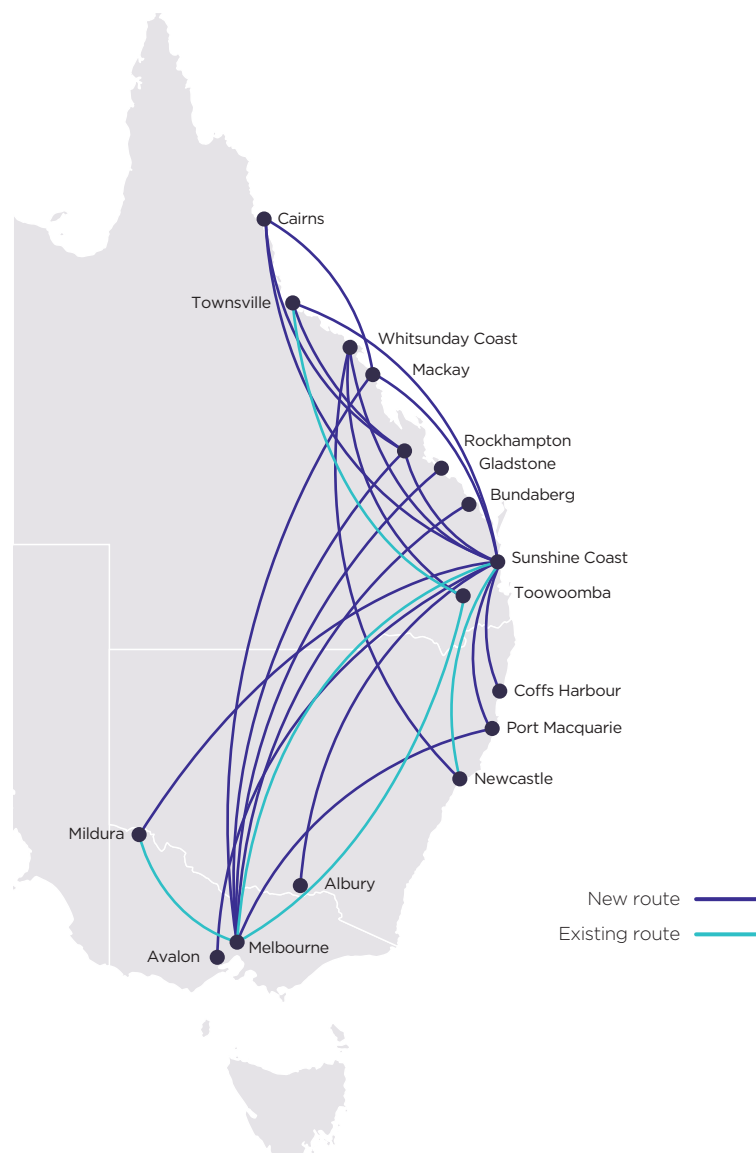 Cairns
Townsville
Whitsunday Coast
Mackay
Rockhampton
Gladstone
Bundaberg
Sunshine Coast
Toowoomba
Coffs Harbour
Port Macquarie
Newcastle
Mildura
Albury
New route
Existing route
Melbourne
Avalon